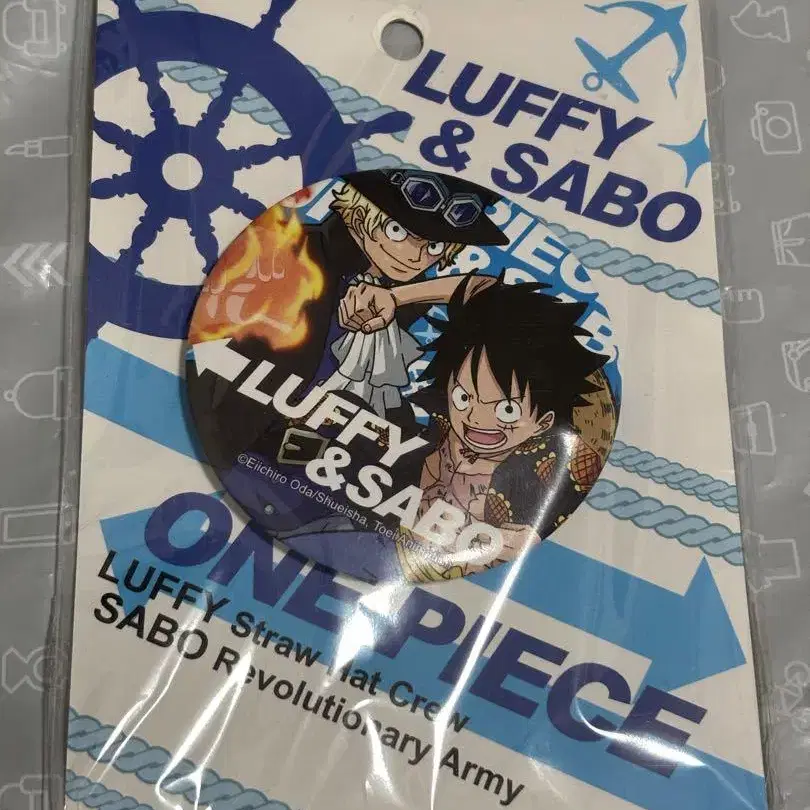 LUFFY
& SABO
LUFFY
&SABO
©Eiichiro Oda/Shueisha, Toei Animation
ONE PIECE
LUFFY Straw Hat Crew
SABO Revolutionary Army